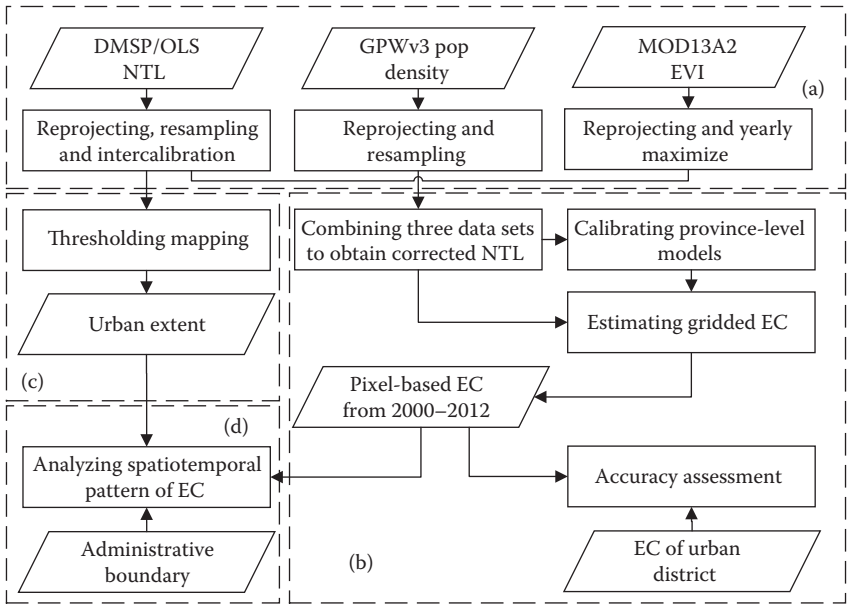 DMSP/OLS
NTL
GPWv3 pop
density
MOD13A2
EVI
(a)
Reprojecting, resampling
and intercalibration
Reprojecting and
resampling
Reprojecting and yearly
maximize
Thresholding mapping
Combining three data sets
to obtain corrected NTL
Calibrating province-level
models
Urban extent
Estimating gridded EC
(c)
Pixel-based EC
from 2000–2012
(d)
Analyzing spatiotemporal
pattern of EC
Accuracy assessment
Administrative
boundary
(b)
EC of urban
district